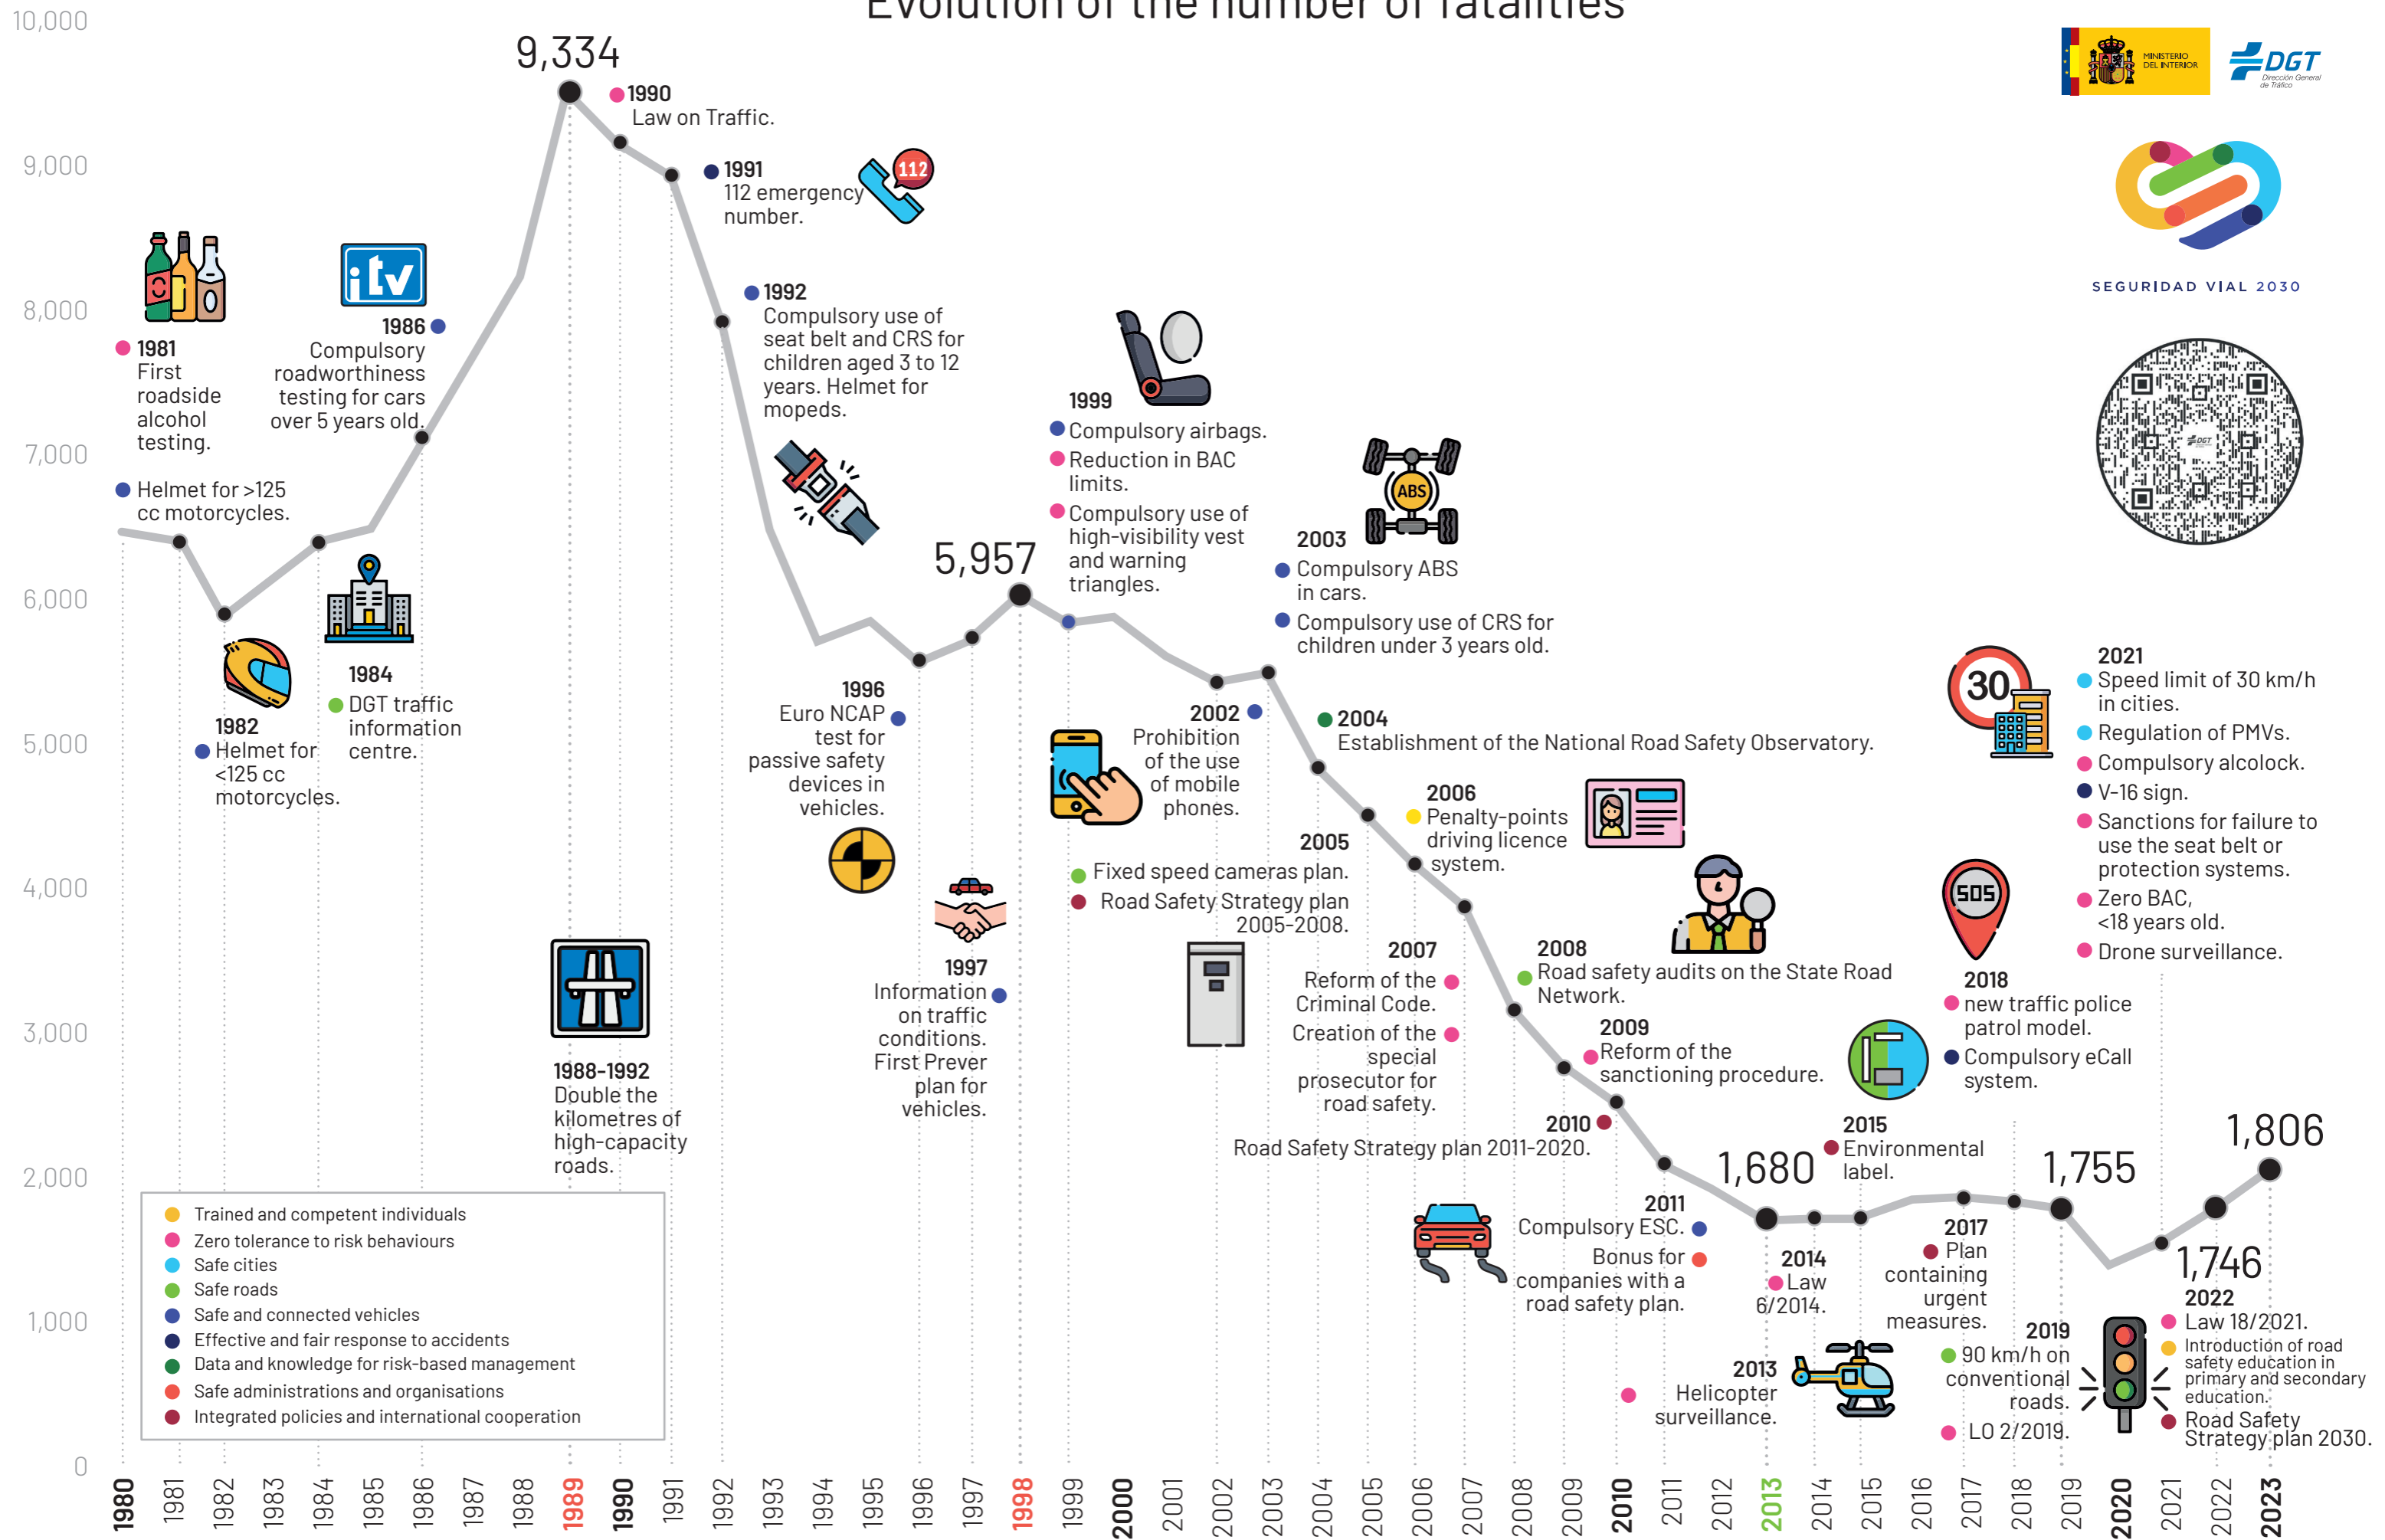 Evolution of the number of fatalities
10,000
9,000
8,000
7,000
6,000
5,000
4,000
3,000
2,000
1,000
0
MINISTERIO
DEL INTERIOR
DGT
Dirección General
de Tráfico
SEGURIDAD VIAL 2030
DGT
9,334
1990
Law on Traffic.
1991
112 emergency
number.
112
1981
First
roadside
alcohol
testing.
Helmet for >125
cc motorcycles.
itv
1986
Compulsory
roadworthiness
testing for cars
over 5 years old.
1982
Helmet for
<125 cc
motorcycles.
1984
DGT traffic
information
centre.
1988-1992
Double the
kilometres of
high-capacity
roads.
1992
Compulsory use of
seat belt and CRS for
children aged 3 to 12
years. Helmet for
mopeds.
5,957
1996
Euro NCAP
test for
passive safety
devices in
vehicles.
1997
Information
on traffic
conditions.
First Prever
plan for
vehicles.
1999
Compulsory airbags.
Reduction in BAC
limits.
Compulsory use of
high-visibility vest
and warning
triangles.
ABS
2003
Compulsory ABS
in cars.
Compulsory use of CRS for
children under 3 years old.
2002
Prohibition
of the use
of mobile
phones.
2004
Establishment of the National Road Safety Observatory.
2005
Fixed speed cameras plan.
Road Safety Strategy plan
2005-2008.
2006
Penalty-points
driving licence
system.
2007
Reform of the
Criminal Code.
Creation of the
special
prosecutor for
road safety.
2008
Road safety audits on the State Road
Network.
2009
Reform of the
sanctioning procedure.
2010
Road Safety Strategy plan 2011-2020.
2011
Compulsory ESC.
Bonus for
companies with a
road safety plan.
1,680
2013
Helicopter
surveillance.
2014
Law
6/2014.
2015
Environmental
label.
2017
Plan
containing
urgent
measures.
SOS
2018
new traffic police
patrol model.
Compulsory eCall
system.
1,755
2019
90 km/h on
conventional
roads.
LO 2/2019.
30
2021
Speed limit of 30 km/h
in cities.
Regulation of PMVs.
Compulsory alcolock.
V-16 sign.
Sanctions for failure to
use the seat belt or
protection systems.
Zero BAC,
<18 years old.
Drone surveillance.
1,806
1,746
2022
Law 18/2021.
Introduction of road
safety education in
primary and secondary
education.
Road Safety
Strategy plan 2030.
Trained and competent individuals
Zero tolerance to risk behaviours
Safe cities
Safe roads
Safe and connected vehicles
Effective and fair response to accidents
Data and knowledge for risk-based management
Safe administrations and organisations
Integrated policies and international cooperation
1980
1981
1982
1983
1984
1985
1986
1987
1988
1989
1990
1991
1992
1993
1994
1995
1996
1997
1998
1999
2000
2001
2002
2003
2004
2005
2006
2007
2008
2009
2010
2011
2012
2013
2014
2015
2016
2017
2018
2019
2020
2021
2022
2023